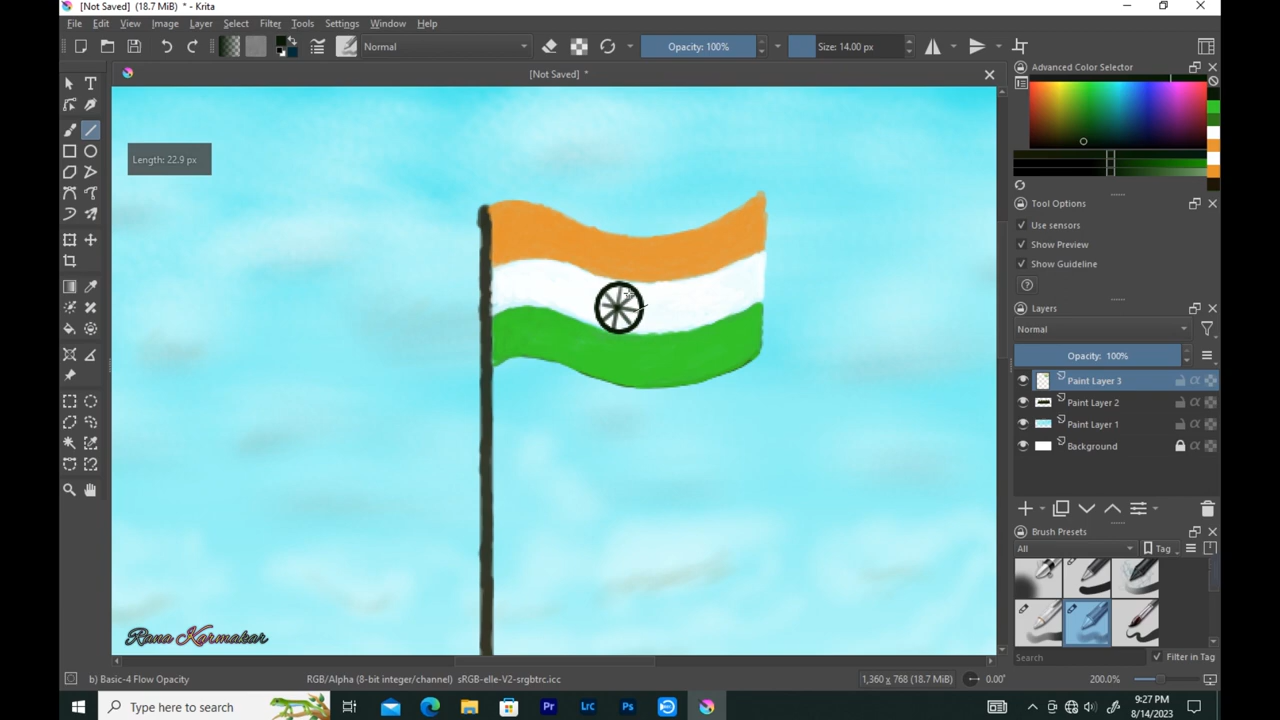 [Not Saved] (18.7 MiB) * - Krita
File Edit View Image Layer Select Filter Tools Settings Window Help
Normal
Opacity: 100%
Size: 14.00 px
[Not Saved] *
Advanced Color Selector
Length: 22.9 px
Tool Options
Use sensors
Show Preview
Show Guideline
Layers
Normal
Opacity: 100%
Paint Layer 3
Paint Layer 2
Paint Layer 1
Background
Brush Presets
All
Tag
Rana Karmakar
Search
Filter in Tag
b) Basic-4 Flow Opacity
RGB/Alpha (8-bit integer/channel) sRGB-elle-V2-srgbtrc.icc
1,360 x 768 (18.7 MiB)
0.00°
200.0%
Type here to search
Pr
Lrc
Ps
9:27 PM
8/14/2023